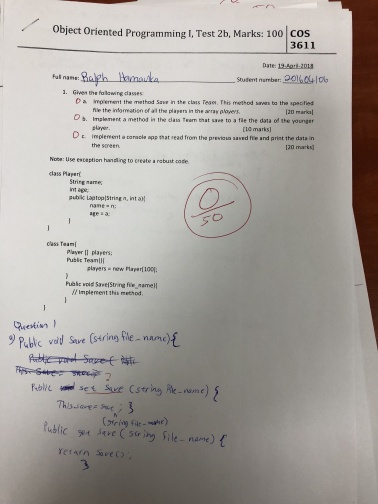 Object Oriented Programming I, Test 2b, Marks: 100
COS
3611
Date: 19-April-2018
Full name: Ralph
Student number:
1. Given the following classes:
0 a. Implement the method Save in the class Team. This method saves to the specified
file the information of all the players in the array players. [20 marks]
0 b. Implement a method in the class Team that save to a file the data of the younger
player. [10 marks]
0 c. Implement a console app that read from the previous saved file and print the data in
the screen. [20 marks]
Note: Use exception handling to create a robust code.
0
50
class Player{
String name;
int age;
public Laptop(String n, int a){
name = n;
age = a;
}
}
class Team{
Player [] players;
Public Team(){
players = new Player[100];
}
Public void Save(String file_name){
// Implement this method.
}
}
Question 1
a) Public void Save (string file_name){
Public void Save(
This. Save =
Public set Save (string file_name) {
This.save = ; }
(string file_name)
Public get save ( string file_name) {
return save();
}